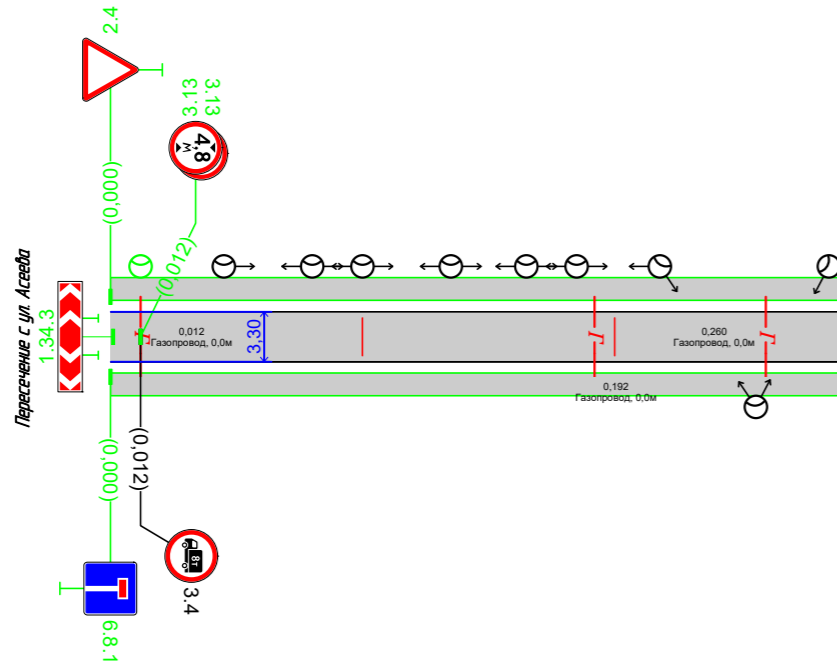 2.4
3.13
3.13
4,8
М
(0,000)
(0,012)
Пересечение с ул. Асеева
1.34.3
Г
0,012
Газопровод, 0,0м
3,30
Г
0,260
Газопровод, 0,0м
Г
0,192
Газопровод, 0,0м
(0,000)
(0,012)
8т
3.4
6.8.1